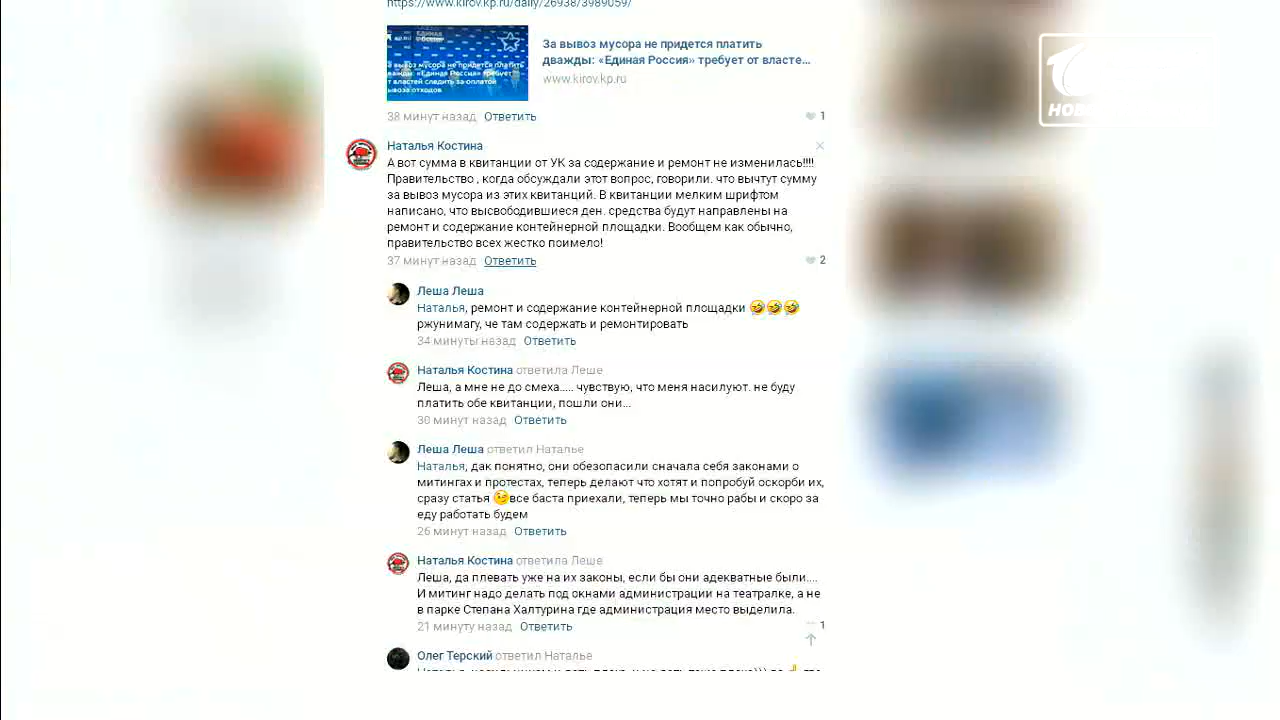 https://www.kirov.kp.ru/daily/26938/3989059/
За вывоз мусора не придется платить
дважды: «Единая Россия» требует от власте...
www.kirov.kp.ru
38 минут назад Ответить 1
Наталья Костина
А вот сумма в квитанции от УК за содержание и ремонт не изменилась!!!!
Правительство , когда обсуждали этот вопрос, говорили. что вычтут сумму
за вывоз мусора из этих квитанций. В квитанции мелким шрифтом
написано, что высвободившиеся ден. средства будут направлены на
ремонт и содержание контейнерной площадки. Вообщем как обычно,
правительство всех жестко поимело!
37 минут назад Ответить 2
Леша Леша
Наталья, ремонт и содержание контейнерной площадки 🤣🤣🤣
ржунимагу, че там содержать и ремонтировать
34 минуты назад Ответить
Наталья Костина ответила Леше
Леша, а мне не до смеха..... чувствую, что меня насилуют. не буду
платить обе квитанции, пошли они...
30 минут назад Ответить
Леша Леша ответил Наталье
Наталья, дак понятно, они обезопасили сначала себя законами о
митингах и протестах, теперь делают что хотят и попробуй оскорби их,
сразу статья 😉все баста приехали, теперь мы точно рабы и скоро за
еду работать будем
26 минут назад Ответить
Наталья Костина ответила Леше
Леша, да плевать уже на их законы, если бы они адекватные были....
И митинг надо делать под окнами администрации на театралке, а не
в парке Степана Халтурина где администрация место выделила.
21 минуту назад Ответить 1
Олег Терский ответил Наталье